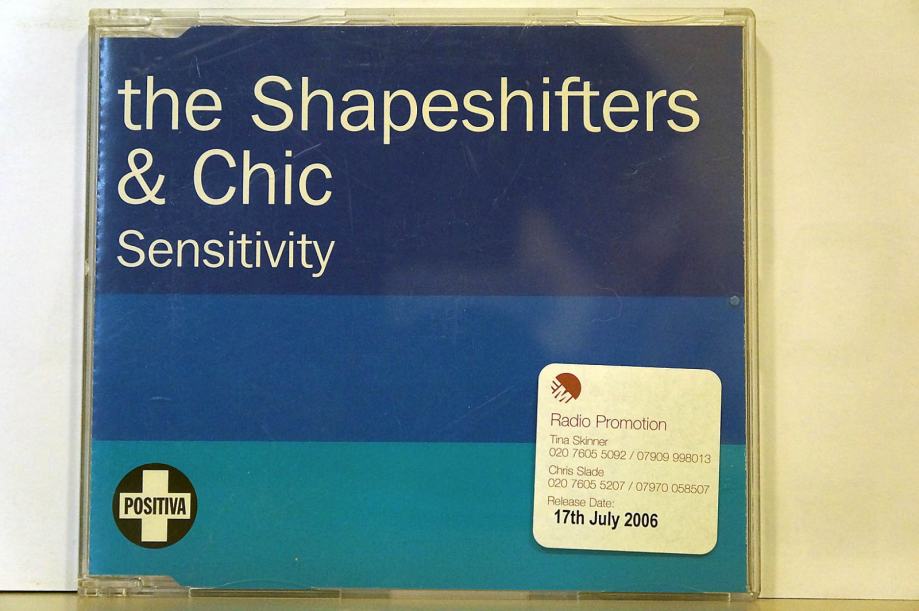 the Shapeshifters
& Chic
Sensitivity
EMI
Radio Promotion
Tina Skinner
020 7605 5092 / 07909 998013
Chris Slade
020 7605 5207 / 07970 058507
Release Date:
17th July 2006
POSITIVA